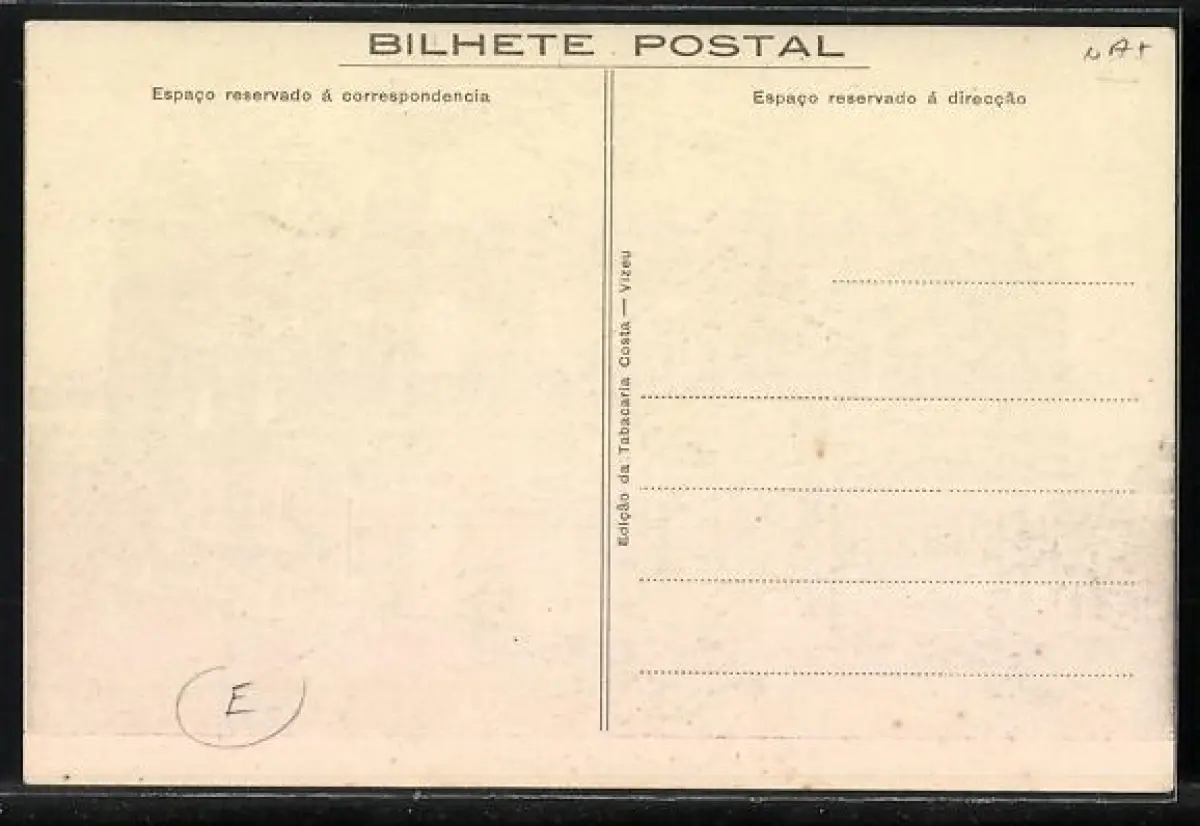 BILHETE POSTAL
Espaço reservado á correspondencia
Espaço reservado á direcção
Edição da Tabacaria Costa — Vizeu
E